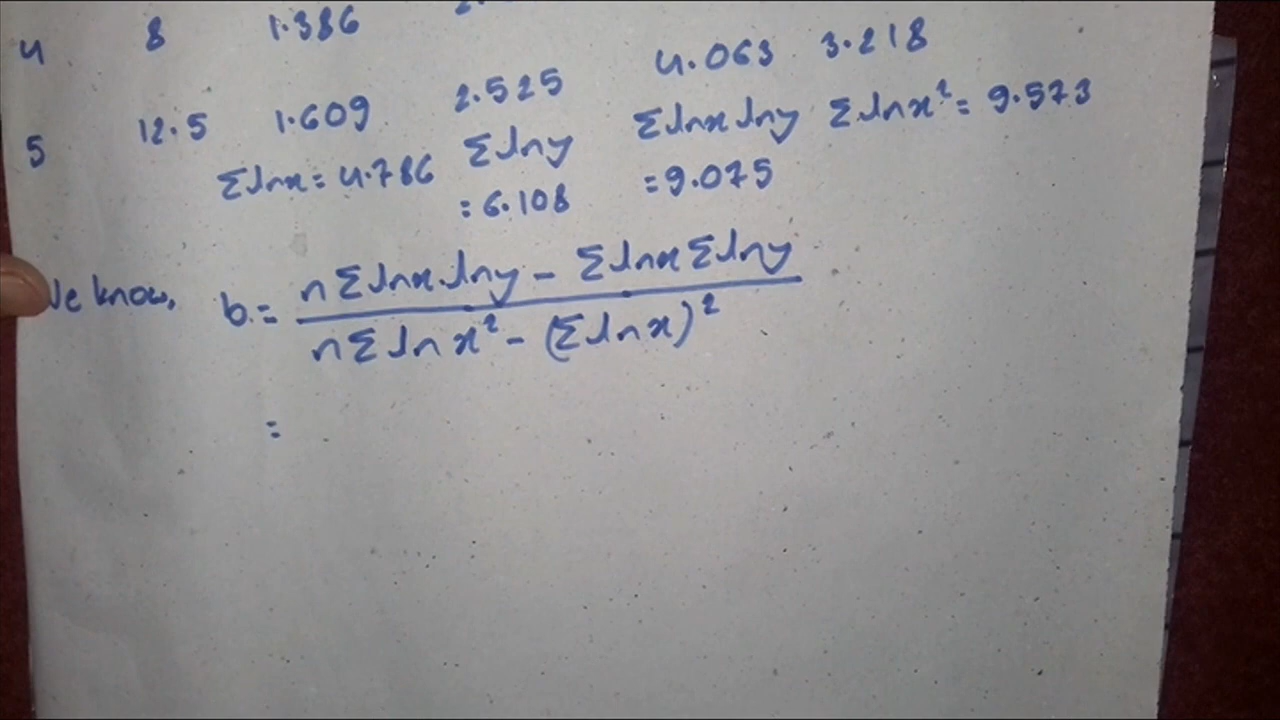 4 8 1.386
5 12.5 1.609 2.525 4.063 3.218
Σlnx = 4.786 Σlny Σlnx lny Σlnx² = 9.573
= 6.108 = 9.075
We know, b = nΣlnx.lny - ΣlnxΣlny
nΣlnx² - (Σlnx)²
=